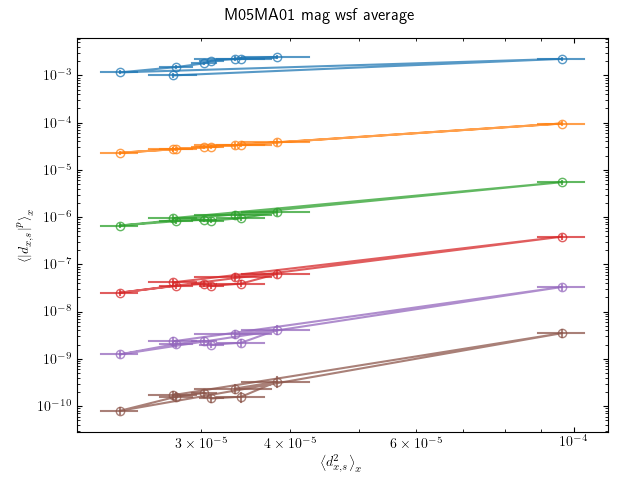 M05MA01 mag wsf average
10⁻³
10⁻⁴
10⁻⁵
10⁻⁶
10⁻⁷
10⁻⁸
10⁻⁹
10⁻¹⁰
⟨|d_{x,s}|^p⟩_x
3 × 10⁻⁵
4 × 10⁻⁵
6 × 10⁻⁵
10⁻⁴
⟨d²_{x,s}⟩_x